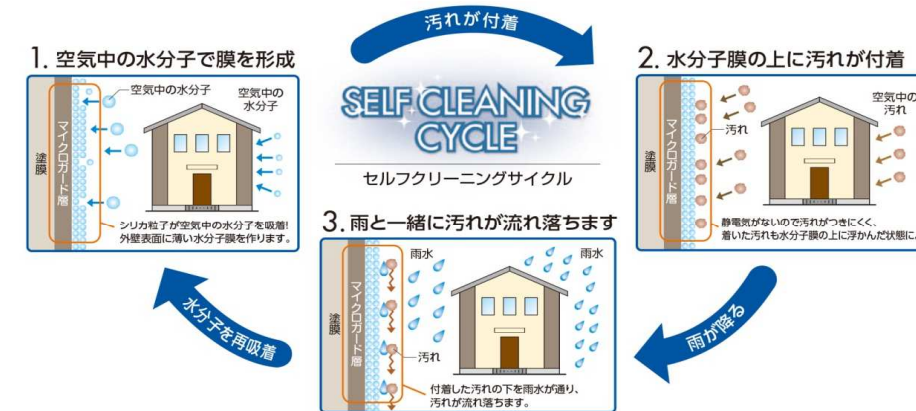 汚れが付着
SELF CLEANING
CYCLE
セルフクリーニングサイクル
1. 空気中の水分子で膜を形成
空気中の水分子
空気中の
水分子
塗膜
マイクロガード層
シリカ粒子が空気中の水分子を吸着!
外壁表面に薄い水分子膜を作ります。
2. 水分子膜の上に汚れが付着
空気中の
汚れ
汚れ
塗膜
マイクロガード層
静電気がないので汚れがつきにくく、
着いた汚れも水分子膜の上に浮かんだ状態に
雨が降る
3. 雨と一緒に汚れが流れ落ちます
雨水
雨水
塗膜
マイクロガード層
汚れ
付着した汚れの下を雨水が通り、
汚れが流れ落ちます。
水分子を再吸着